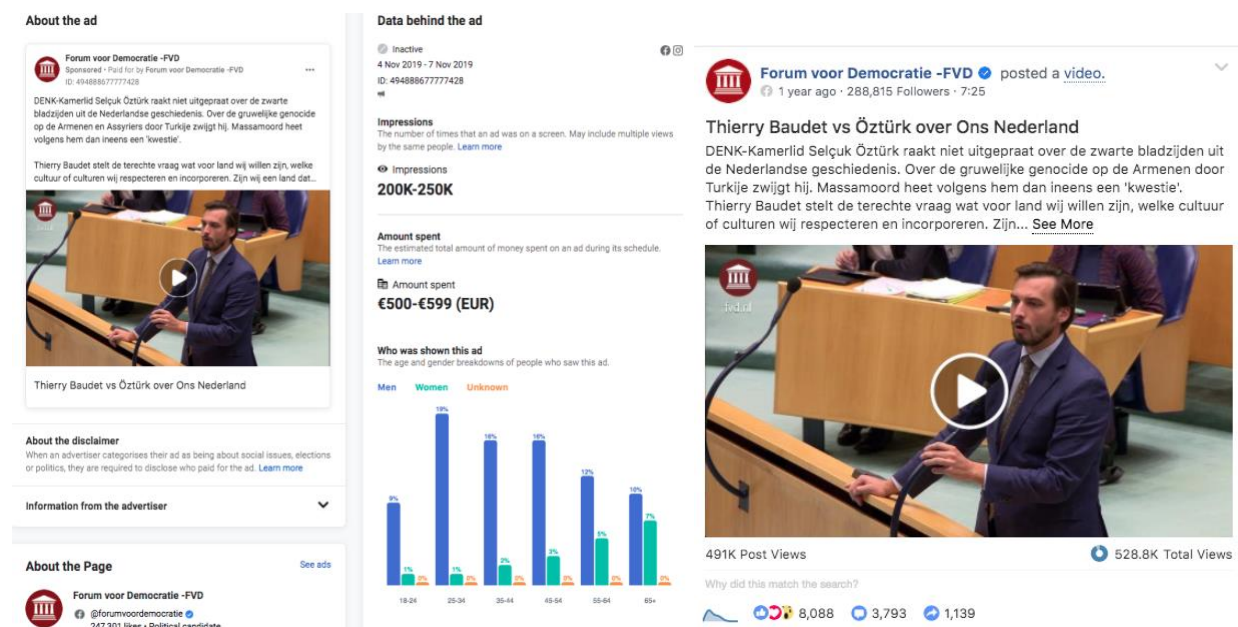 About the ad
Forum voor Democratie -FVD
Sponsored • Paid for by Forum voor Democratie -FVD
ID: 494888677777428
DENK-Kamerlid Selçuk Öztürk raakt niet uitgepraat over de zwarte
bladzijden uit de Nederlandse geschiedenis. Over de gruwelijke genocide
op de Armenen en Assyriers door Turkije zwijgt hij. Massamoord heet
volgens hem dan ineens een 'kwestie'.
Thierry Baudet stelt de terechte vraag wat voor land wij willen zijn, welke
cultuur of culturen wij respecteren en incorporeren. Zijn wij een land dat...
Thierry Baudet vs Öztürk over Ons Nederland
About the disclaimer
When an advertiser categorises their ad as being about social issues, elections
or politics, they are required to disclose who paid for the ad. Learn more
Information from the advertiser
About the Page
See ads
Forum voor Democratie -FVD
@forumvoordemocratie
247,301 likes • Political candidate
Data behind the ad
Inactive
4 Nov 2019 - 7 Nov 2019
ID: 494888677777428
Impressions
The number of times that an ad was on a screen. May include multiple views
by the same people. Learn more
Impressions
200K-250K
Amount spent
The estimated total amount of money spent on an ad during its schedule.
Learn more
Amount spent
€500-€599 (EUR)
Who was shown this ad
The age and gender breakdowns of people who saw this ad.
Men Women Unknown
9% 1% 0%
19% 1% 0%
16% 2% 0%
16% 3% 0%
12% 5% 0%
10% 7% 0%
18-24 25-34 35-44 45-54 55-64 65+
Forum voor Democratie -FVD posted a video.
1 year ago · 288,815 Followers · 7:25
Thierry Baudet vs Öztürk over Ons Nederland
DENK-Kamerlid Selçuk Öztürk raakt niet uitgepraat over de zwarte bladzijden uit
de Nederlandse geschiedenis. Over de gruwelijke genocide op de Armenen door
Turkije zwijgt hij. Massamoord heet volgens hem dan ineens een 'kwestie'.
Thierry Baudet stelt de terechte vraag wat voor land wij willen zijn, welke cultuur
of culturen wij respecteren en incorporeren. Zijn... See More
fvd.nl
491K Post Views
528.8K Total Views
Why did this match the search?
8,088 3,793 1,139